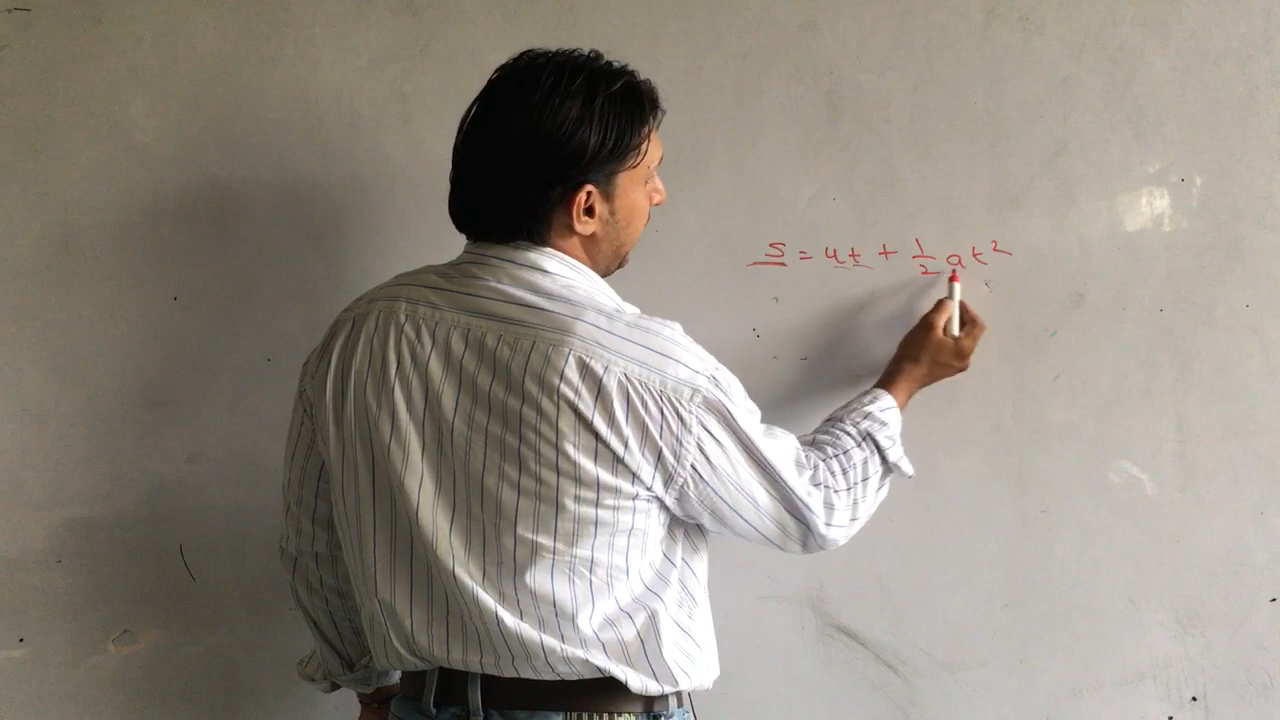 s = ut + 1/2 at²